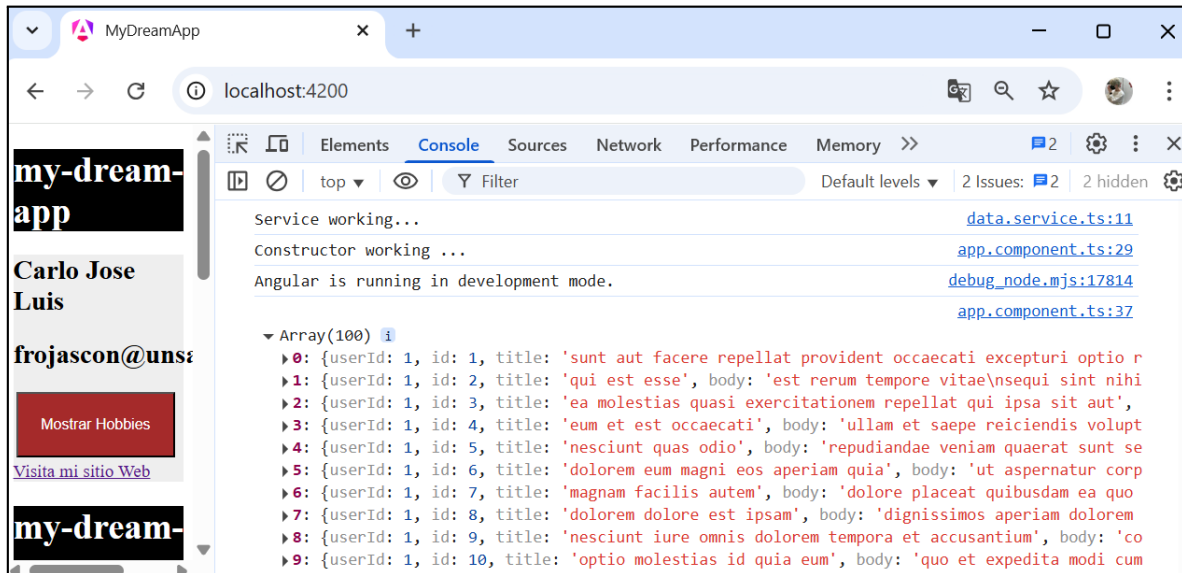 MyDreamApp
localhost:4200
my-dream-
app
Carlo Jose
Luis
frojascon@unsa
Mostrar Hobbies
Visita mi sitio Web
my-dream-
Elements Console Sources Network Performance Memory 2
top Filter Default levels 2 Issues: 2 2 hidden
Service working... data.service.ts:11
Constructor working ... app.component.ts:29
Angular is running in development mode. debug_node.mjs:17814
app.component.ts:37
Array(100) i
0: {userId: 1, id: 1, title: 'sunt aut facere repellat provident occaecati excepturi optio r
1: {userId: 1, id: 2, title: 'qui est esse', body: 'est rerum tempore vitae\nsequi sint nihi
2: {userId: 1, id: 3, title: 'ea molestias quasi exercitationem repellat qui ipsa sit aut',
3: {userId: 1, id: 4, title: 'eum et est occaecati', body: 'ullam et saepe reiciendis volupt
4: {userId: 1, id: 5, title: 'nesciunt quas odio', body: 'repudiandae veniam quaerat sunt se
5: {userId: 1, id: 6, title: 'dolorem eum magni eos aperiam quia', body: 'ut aspernatur corp
6: {userId: 1, id: 7, title: 'magnam facilis autem', body: 'dolore placeat quibusdam ea quo
7: {userId: 1, id: 8, title: 'dolorem dolore est ipsam', body: 'dignissimos aperiam dolorem
8: {userId: 1, id: 9, title: 'nesciunt iure omnis dolorem tempora et accusantium', body: 'co
9: {userId: 1, id: 10, title: 'optio molestias id quia eum', body: 'quo et expedita modi cum